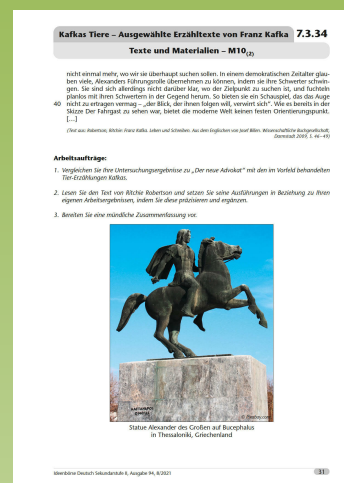 Kafkas Tiere – Ausgewählte Erzähltexte von Franz Kafka 7.3.34
Texte und Materialien – M10(2)
nicht einmal mehr, wo wir sie überhaupt suchen sollen. In einem demokratischen Zeitalter glau-
ben viele, Alexanders Führungsrolle übernehmen zu können, indem sie ihre Schwerter schwin-
gen. Sie sind sich allerdings nicht darüber klar, wo der Zielpunkt zu suchen ist, und fuchteln
planlos mit ihren Schwertern in der Gegend herum. So bieten sie ein Schauspiel, das das Auge
40 nicht zu ertragen vermag – „der Blick, der ihnen folgen will, verwirrt sich“. Wie es bereits in der
Skizze Der Fahrgast zu sehen war, bietet die moderne Welt keinen festen Orientierungspunkt.
[…]
(Text aus: Robertson, Ritchie: Franz Kafka. Leben und Schreiben. Aus dem Englischen von Josef Billen. Wissenschaftliche Buchgesellschaft,
Darmstadt 2009, S. 46–49)
Arbeitsaufträge:
1. Vergleichen Sie Ihre Untersuchungsergebnisse zu „Der neue Advokat“ mit den im Vorfeld behandelten
Tier-Erzählungen Kafkas.
2. Lesen Sie den Text von Ritchie Robertson und setzen Sie seine Ausführungen in Beziehung zu Ihren
eigenen Arbeitsergebnissen, indem Sie diese präzisieren und ergänzen.
3. Bereiten Sie eine mündliche Zusammenfassung vor.
© Pixabay.com
Statue Alexander des Großen auf Bucephalus
in Thessaloniki, Griechenland
Ideenbörse Deutsch Sekundarstufe II, Ausgabe 94, 8/2021
31